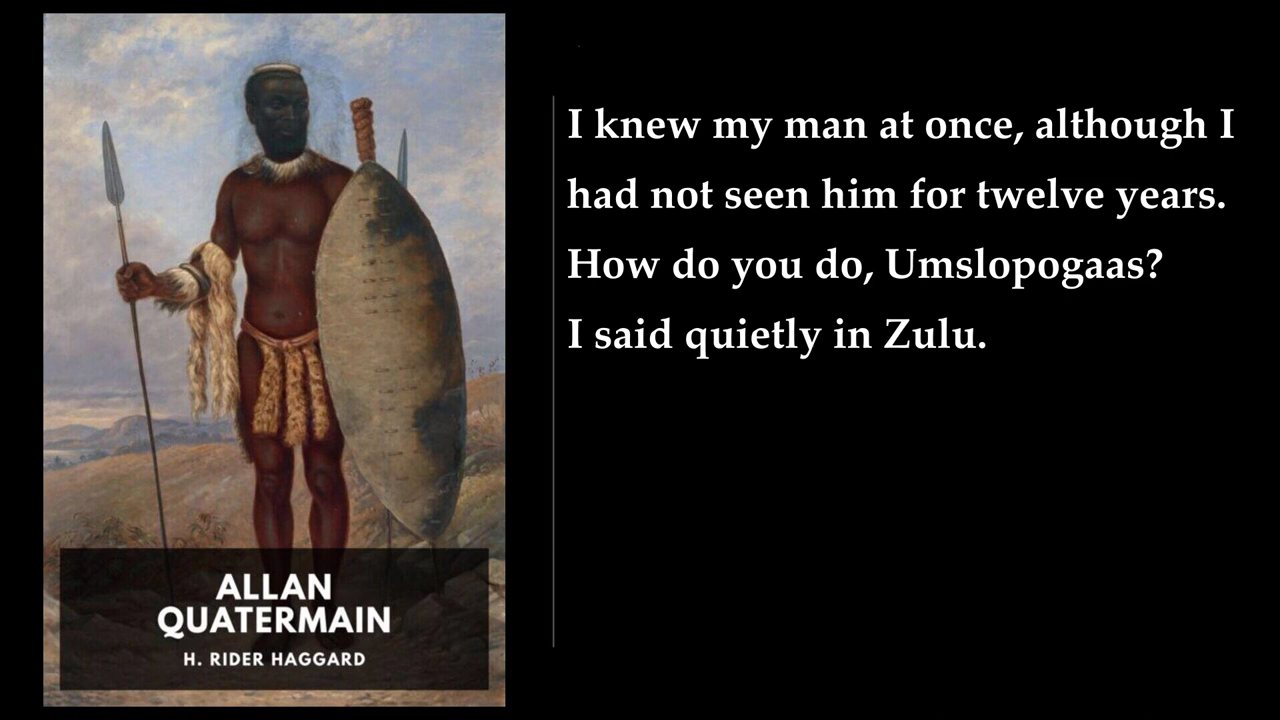 I knew my man at once, although I
had not seen him for twelve years.
How do you do, Umslopogaas?
I said quietly in Zulu.
ALLAN
QUATERMAIN
H. RIDER HAGGARD